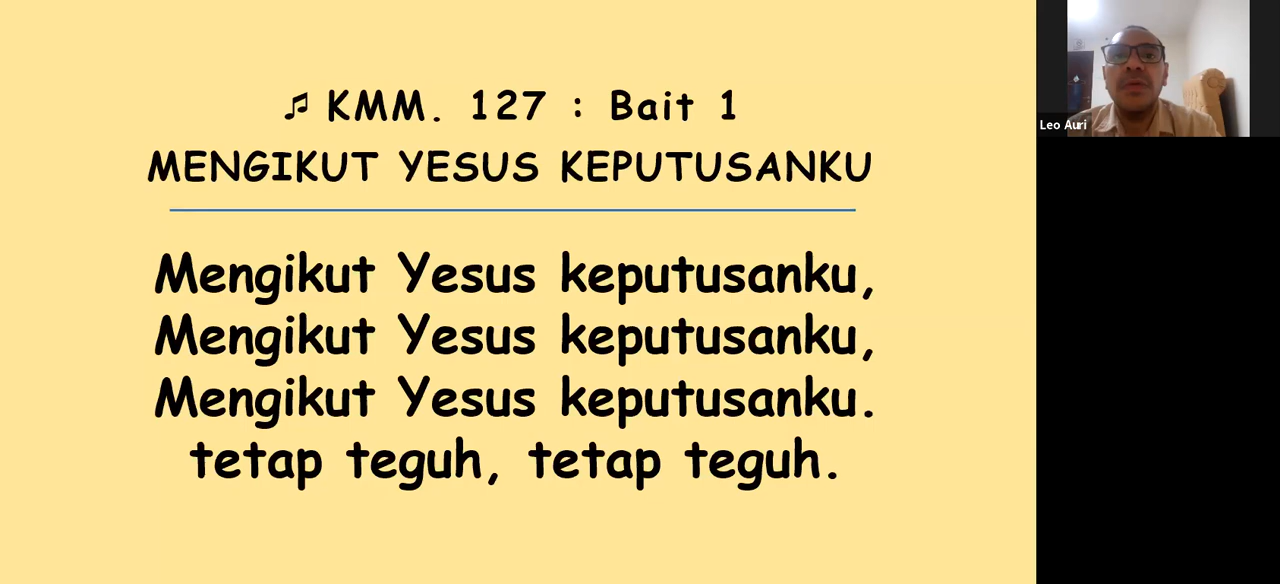 ♫ KMM. 127 : Bait 1
MENGIKUT YESUS KEPUTUSANKU
Mengikut Yesus keputusanku,
Mengikut Yesus keputusanku,
Mengikut Yesus keputusanku.
tetap teguh, tetap teguh.
Leo Auri